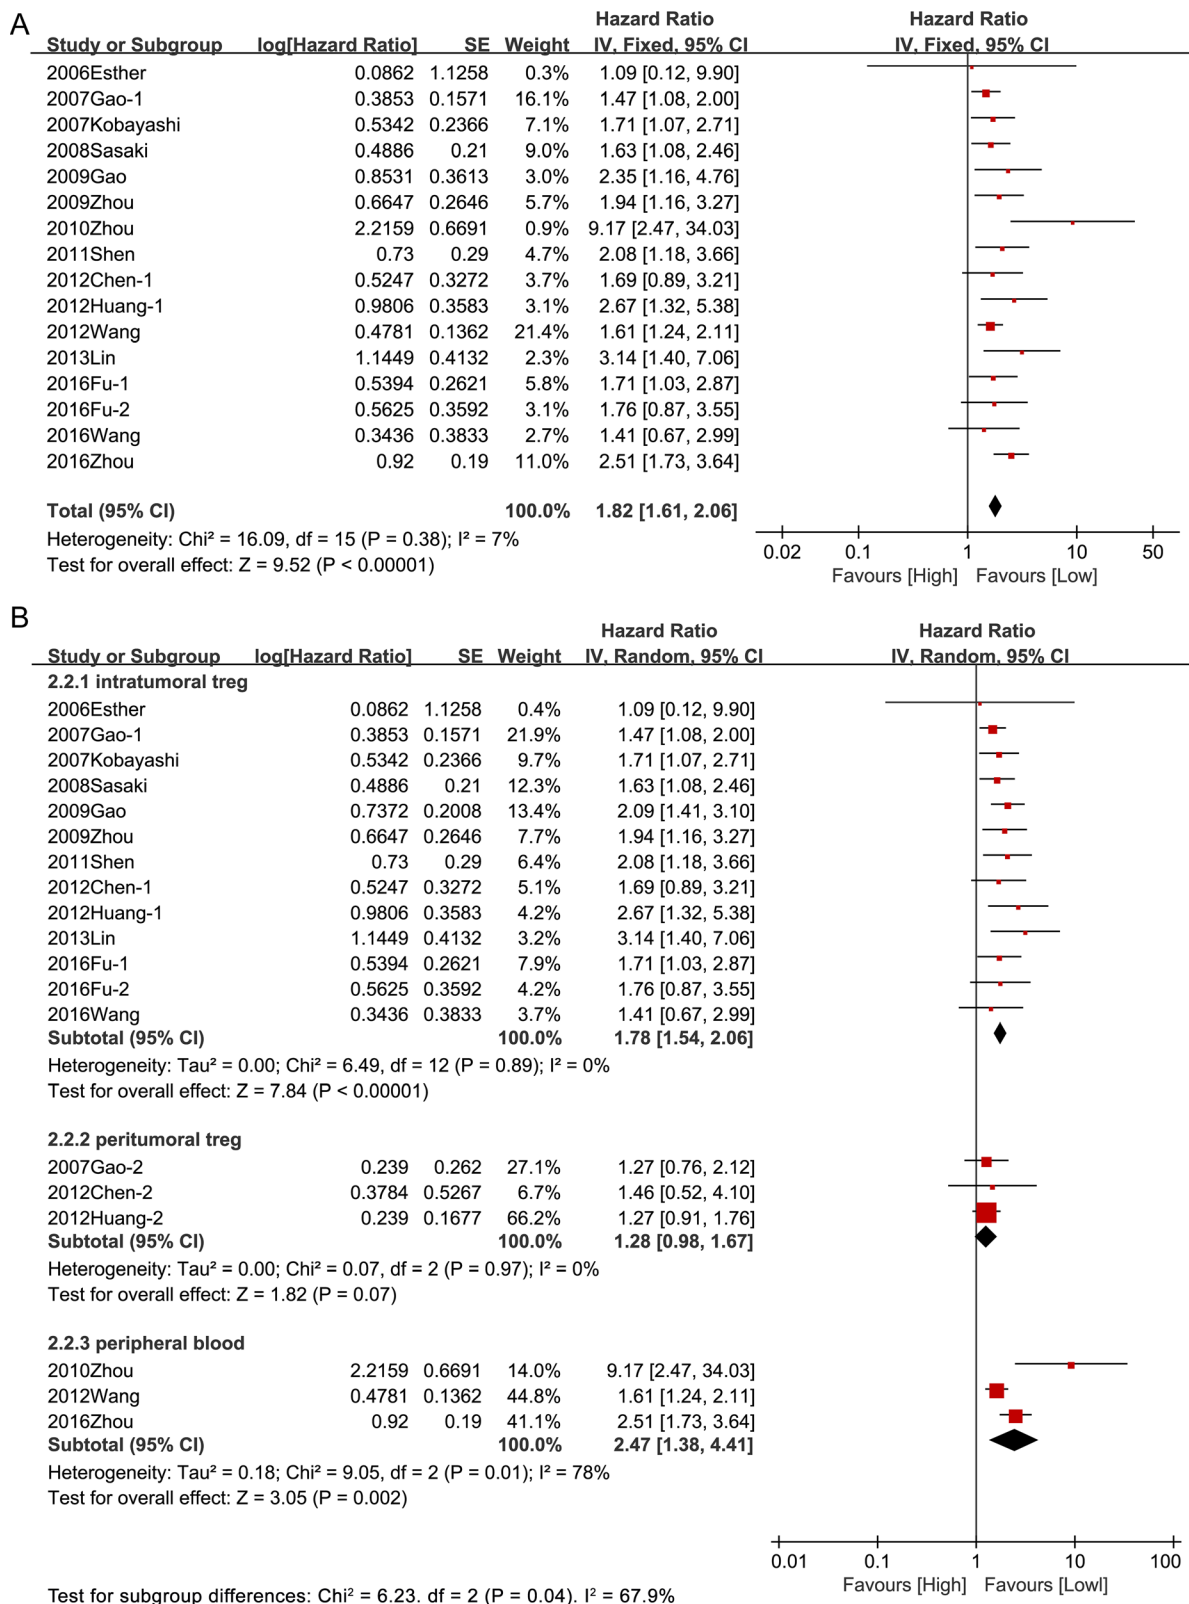 A
Hazard Ratio Hazard Ratio
Study or Subgroup log[Hazard Ratio] SE Weight IV, Fixed, 95% CI IV, Fixed, 95% CI
2006Esther 0.0862 1.1258 0.3% 1.09 [0.12, 9.90]
2007Gao-1 0.3853 0.1571 16.1% 1.47 [1.08, 2.00]
2007Kobayashi 0.5342 0.2366 7.1% 1.71 [1.07, 2.71]
2008Sasaki 0.4886 0.21 9.0% 1.63 [1.08, 2.46]
2009Gao 0.8531 0.3613 3.0% 2.35 [1.16, 4.76]
2009Zhou 0.6647 0.2646 5.7% 1.94 [1.16, 3.27]
2010Zhou 2.2159 0.6691 0.9% 9.17 [2.47, 34.03]
2011Shen 0.73 0.29 4.7% 2.08 [1.18, 3.66]
2012Chen-1 0.5247 0.3272 3.7% 1.69 [0.89, 3.21]
2012Huang-1 0.9806 0.3583 3.1% 2.67 [1.32, 5.38]
2012Wang 0.4781 0.1362 21.4% 1.61 [1.24, 2.11]
2013Lin 1.1449 0.4132 2.3% 3.14 [1.40, 7.06]
2016Fu-1 0.5394 0.2621 5.8% 1.71 [1.03, 2.87]
2016Fu-2 0.5625 0.3592 3.1% 1.76 [0.87, 3.55]
2016Wang 0.3436 0.3833 2.7% 1.41 [0.67, 2.99]
2016Zhou 0.92 0.19 11.0% 2.51 [1.73, 3.64]
Total (95% CI) 100.0% 1.82 [1.61, 2.06]
Heterogeneity: Chi² = 16.09, df = 15 (P = 0.38); I² = 7%
Test for overall effect: Z = 9.52 (P < 0.00001)
0.02 0.1 1 10 50
Favours [High] Favours [Low]
B
Hazard Ratio Hazard Ratio
Study or Subgroup log[Hazard Ratio] SE Weight IV, Random, 95% CI IV, Random, 95% CI
2.2.1 intratumoral treg
2006Esther 0.0862 1.1258 0.4% 1.09 [0.12, 9.90]
2007Gao-1 0.3853 0.1571 21.9% 1.47 [1.08, 2.00]
2007Kobayashi 0.5342 0.2366 9.7% 1.71 [1.07, 2.71]
2008Sasaki 0.4886 0.21 12.3% 1.63 [1.08, 2.46]
2009Gao 0.7372 0.2008 13.4% 2.09 [1.41, 3.10]
2009Zhou 0.6647 0.2646 7.7% 1.94 [1.16, 3.27]
2011Shen 0.73 0.29 6.4% 2.08 [1.18, 3.66]
2012Chen-1 0.5247 0.3272 5.1% 1.69 [0.89, 3.21]
2012Huang-1 0.9806 0.3583 4.2% 2.67 [1.32, 5.38]
2013Lin 1.1449 0.4132 3.2% 3.14 [1.40, 7.06]
2016Fu-1 0.5394 0.2621 7.9% 1.71 [1.03, 2.87]
2016Fu-2 0.5625 0.3592 4.2% 1.76 [0.87, 3.55]
2016Wang 0.3436 0.3833 3.7% 1.41 [0.67, 2.99]
Subtotal (95% CI) 100.0% 1.78 [1.54, 2.06]
Heterogeneity: Tau² = 0.00; Chi² = 6.49, df = 12 (P = 0.89); I² = 0%
Test for overall effect: Z = 7.84 (P < 0.00001)
2.2.2 peritumoral treg
2007Gao-2 0.239 0.262 27.1% 1.27 [0.76, 2.12]
2012Chen-2 0.3784 0.5267 6.7% 1.46 [0.52, 4.10]
2012Huang-2 0.239 0.1677 66.2% 1.27 [0.91, 1.76]
Subtotal (95% CI) 100.0% 1.28 [0.98, 1.67]
Heterogeneity: Tau² = 0.00; Chi² = 0.07, df = 2 (P = 0.97); I² = 0%
Test for overall effect: Z = 1.82 (P = 0.07)
2.2.3 peripheral blood
2010Zhou 2.2159 0.6691 14.0% 9.17 [2.47, 34.03]
2012Wang 0.4781 0.1362 44.8% 1.61 [1.24, 2.11]
2016Zhou 0.92 0.19 41.1% 2.51 [1.73, 3.64]
Subtotal (95% CI) 100.0% 2.47 [1.38, 4.41]
Heterogeneity: Tau² = 0.18; Chi² = 9.05, df = 2 (P = 0.01); I² = 78%
Test for overall effect: Z = 3.05 (P = 0.002)
0.01 0.1 1 10 100
Favours [High] Favours [Low]
Test for subgroup differences: Chi² = 6.23, df = 2 (P = 0.04), I² = 67.9%